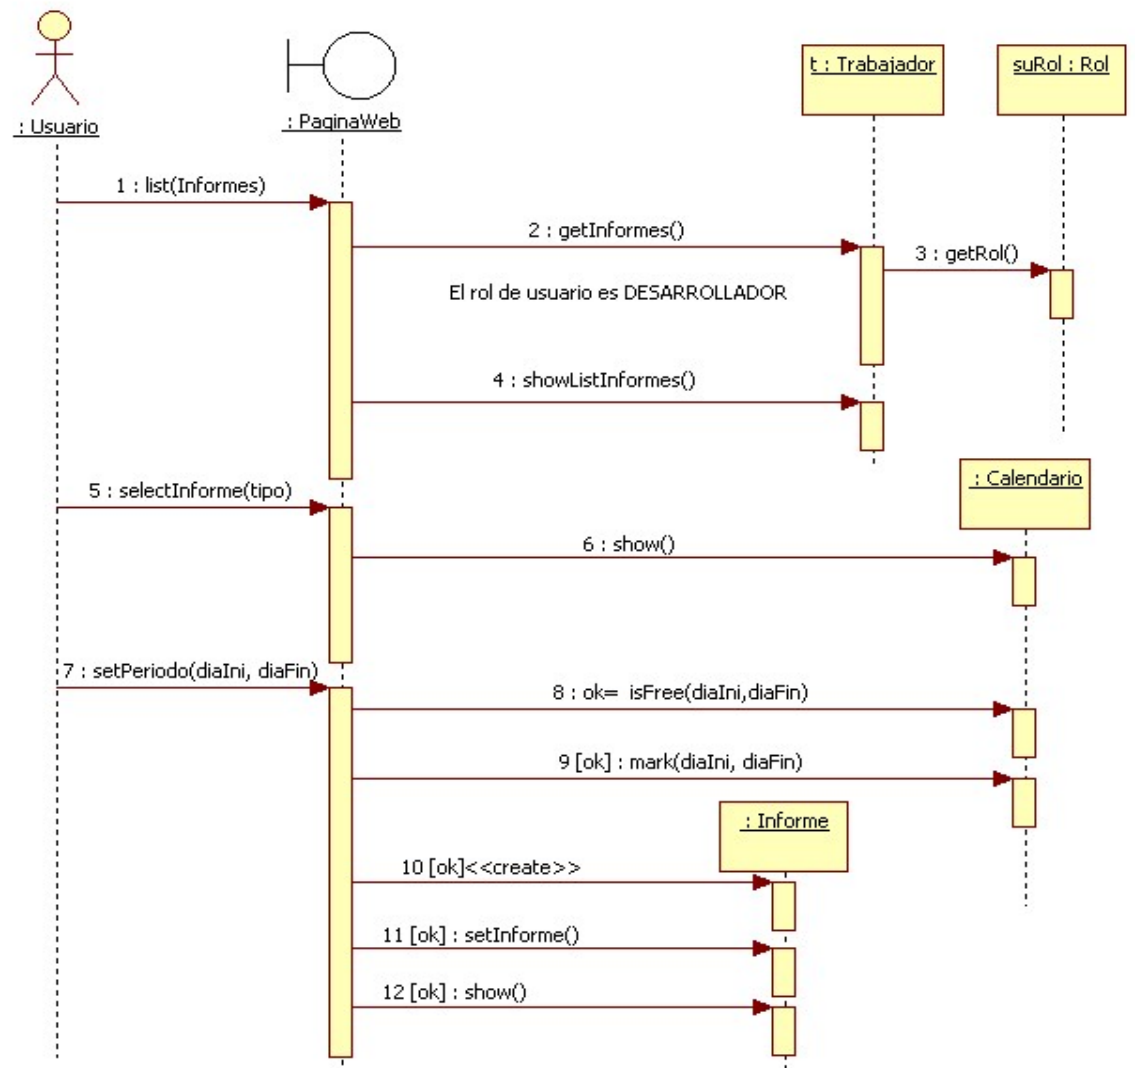 t : Trabajador
suRol : Rol
: Usuario
: PaginaWeb
1 : list(Informes)
2 : getInformes()
3 : getRol()
El rol de usuario es DESARROLLADOR
4 : showListInformes()
: Calendario
5 : selectInforme(tipo)
6 : show()
7 : setPeriodo(diaIni, diaFin)
8 : ok= isFree(diaIni,diaFin)
9 [ok] : mark(diaIni, diaFin)
: Informe
10 [ok]<<create>>
11 [ok] : setInforme()
12 [ok] : show()